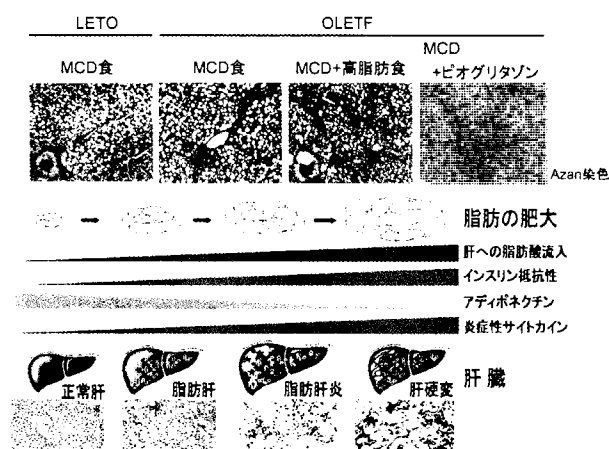 LETO
OLETF
MCD食
MCD食
MCD+高脂肪食
MCD
+ピオグリタゾン
Azan染色
脂肪の肥大
肝への脂肪酸流入
インスリン抵抗性
アディポネクチン
炎症性サイトカイン
正常肝
脂肪肝
脂肪肝炎
肝硬変
肝臓